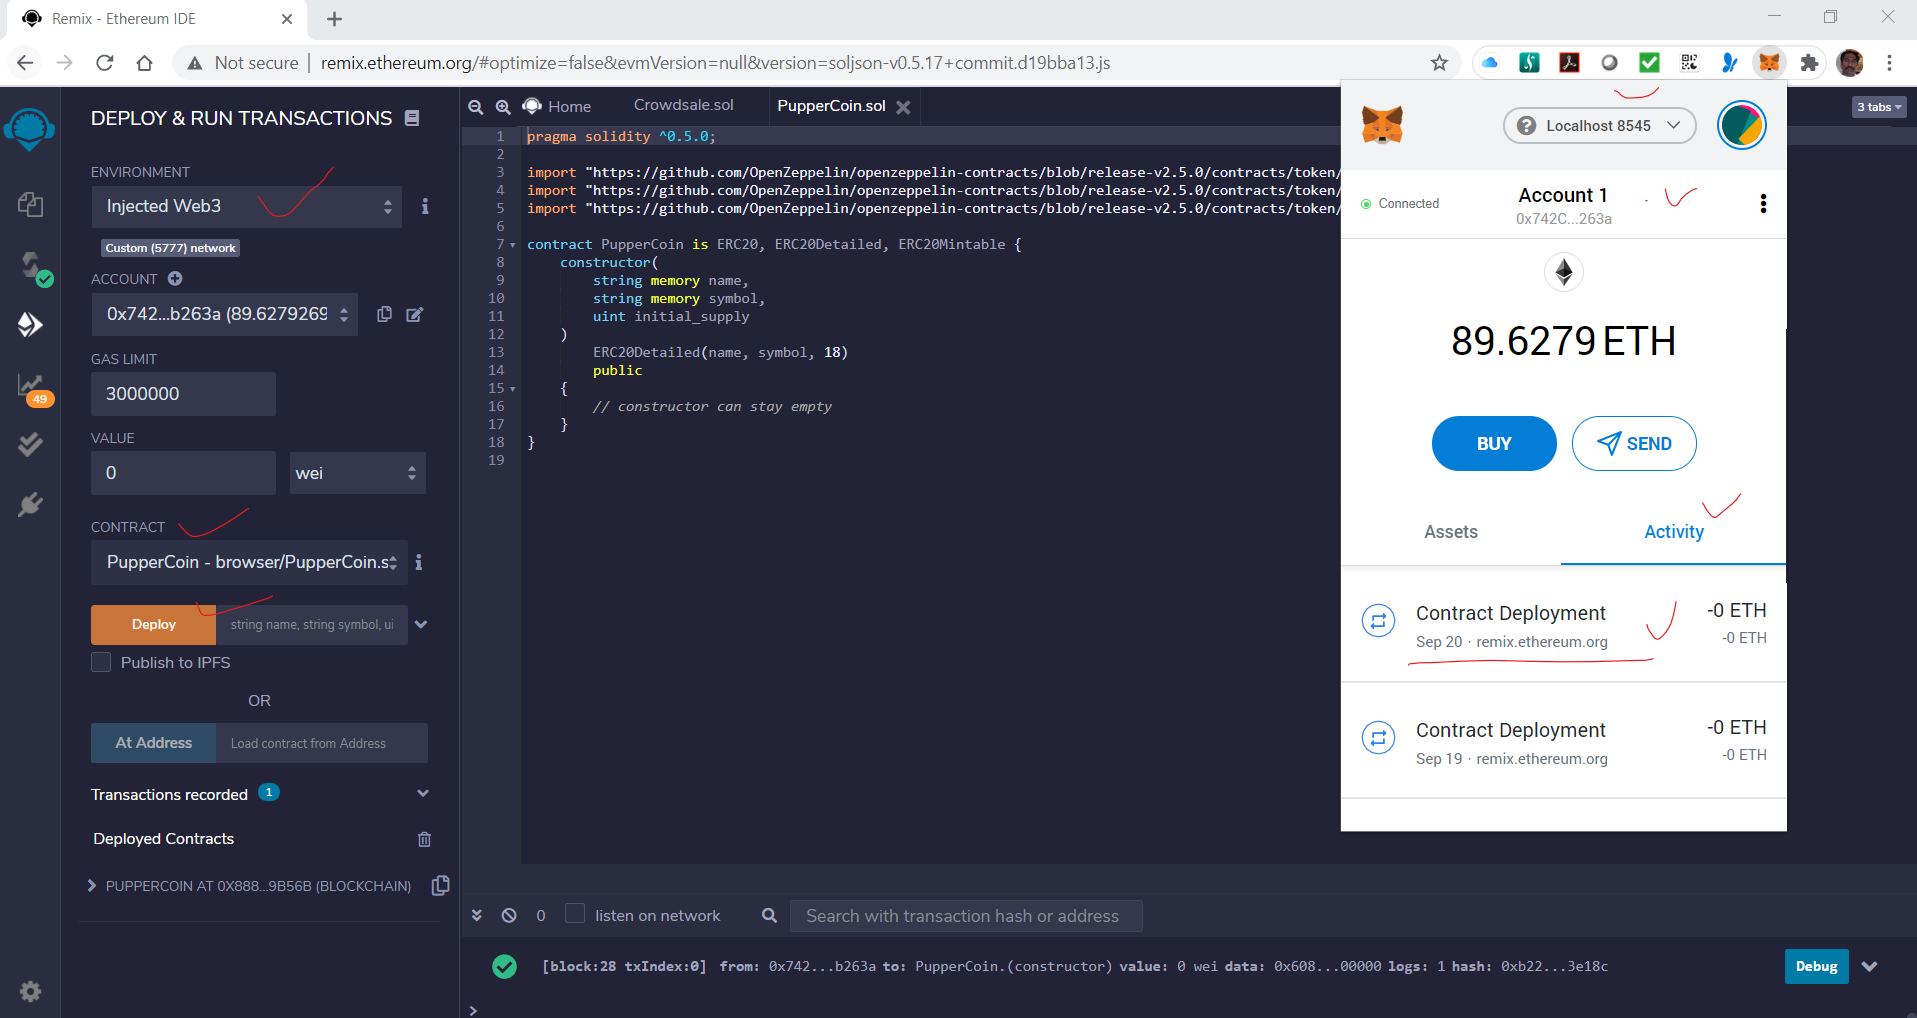 Remix - Ethereum IDE
Not secure | remix.ethereum.org/#optimize=false&evmVersion=null&version=soljson-v0.5.17+commit.d19bba13.js
DEPLOY & RUN TRANSACTIONS
ENVIRONMENT
Injected Web3
Custom (5777) network
ACCOUNT
0x742...b263a (89.6279269
GAS LIMIT
3000000
VALUE
0
wei
CONTRACT
PupperCoin - browser/PupperCoin.s
Deploy
string name, string symbol, ui
Publish to IPFS
OR
At Address
Load contract from Address
Transactions recorded 1
Deployed Contracts
PUPPERCOIN AT 0X888...9B56B (BLOCKCHAIN)
49
Home
Crowdsale.sol
PupperCoin.sol
3 tabs
1 pragma solidity ^0.5.0;
2
3 import "https://github.com/OpenZeppelin/openzeppelin-contracts/blob/release-v2.5.0/contracts/token/
4 import "https://github.com/OpenZeppelin/openzeppelin-contracts/blob/release-v2.5.0/contracts/token/
5 import "https://github.com/OpenZeppelin/openzeppelin-contracts/blob/release-v2.5.0/contracts/token/
6
7 contract PupperCoin is ERC20, ERC20Detailed, ERC20Mintable {
8 constructor(
9 string memory name,
10 string memory symbol,
11 uint initial_supply
12 )
13 ERC20Detailed(name, symbol, 18)
14 public
15 {
16 // constructor can stay empty
17 }
18 }
19
Localhost 8545
Connected
Account 1
0x742C...263a
89.6279 ETH
BUY
SEND
Assets
Activity
Contract Deployment
-0 ETH
Sep 20 · remix.ethereum.org
-0 ETH
Contract Deployment
-0 ETH
Sep 19 · remix.ethereum.org
-0 ETH
0
listen on network
Search with transaction hash or address
[block:28 txIndex:0] from: 0x742...b263a to: PupperCoin.(constructor) value: 0 wei data: 0x608...00000 logs: 1 hash: 0xb22...3e18c
Debug
>